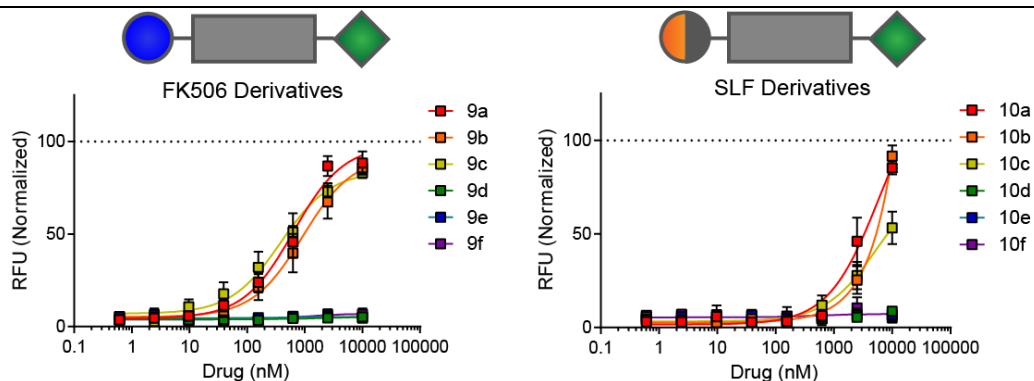 FK506 Derivatives
RFU (Normalized)
100
50
0
0.1 1 10 100 1000 10000 100000
Drug (nM)
9a
9b
9c
9d
9e
9f
SLF Derivatives
RFU (Normalized)
100
50
0
0.1 1 10 100 1000 10000 100000
Drug (nM)
10a
10b
10c
10d
10e
10f